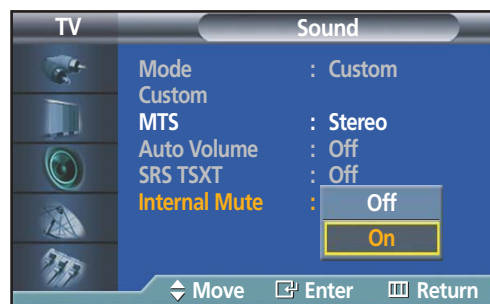 TV Sound
Mode : Custom
Custom
MTS : Stereo
Auto Volume : Off
SRS TSXT : Off
Internal Mute : Off
On
Move Enter Return